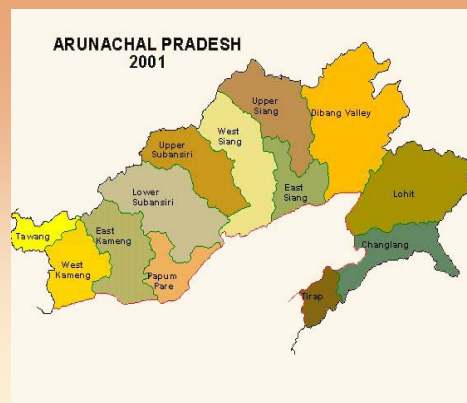 ARUNACHAL PRADESH
2001
Upper
Siang
Dibang Valley
West
Siang
Upper
Subansiri
East
Siang
Lower
Subansiri
Lohit
East
Kameng
Tawang
Changlang
West
Kameng
Papum
Pare
Tirap